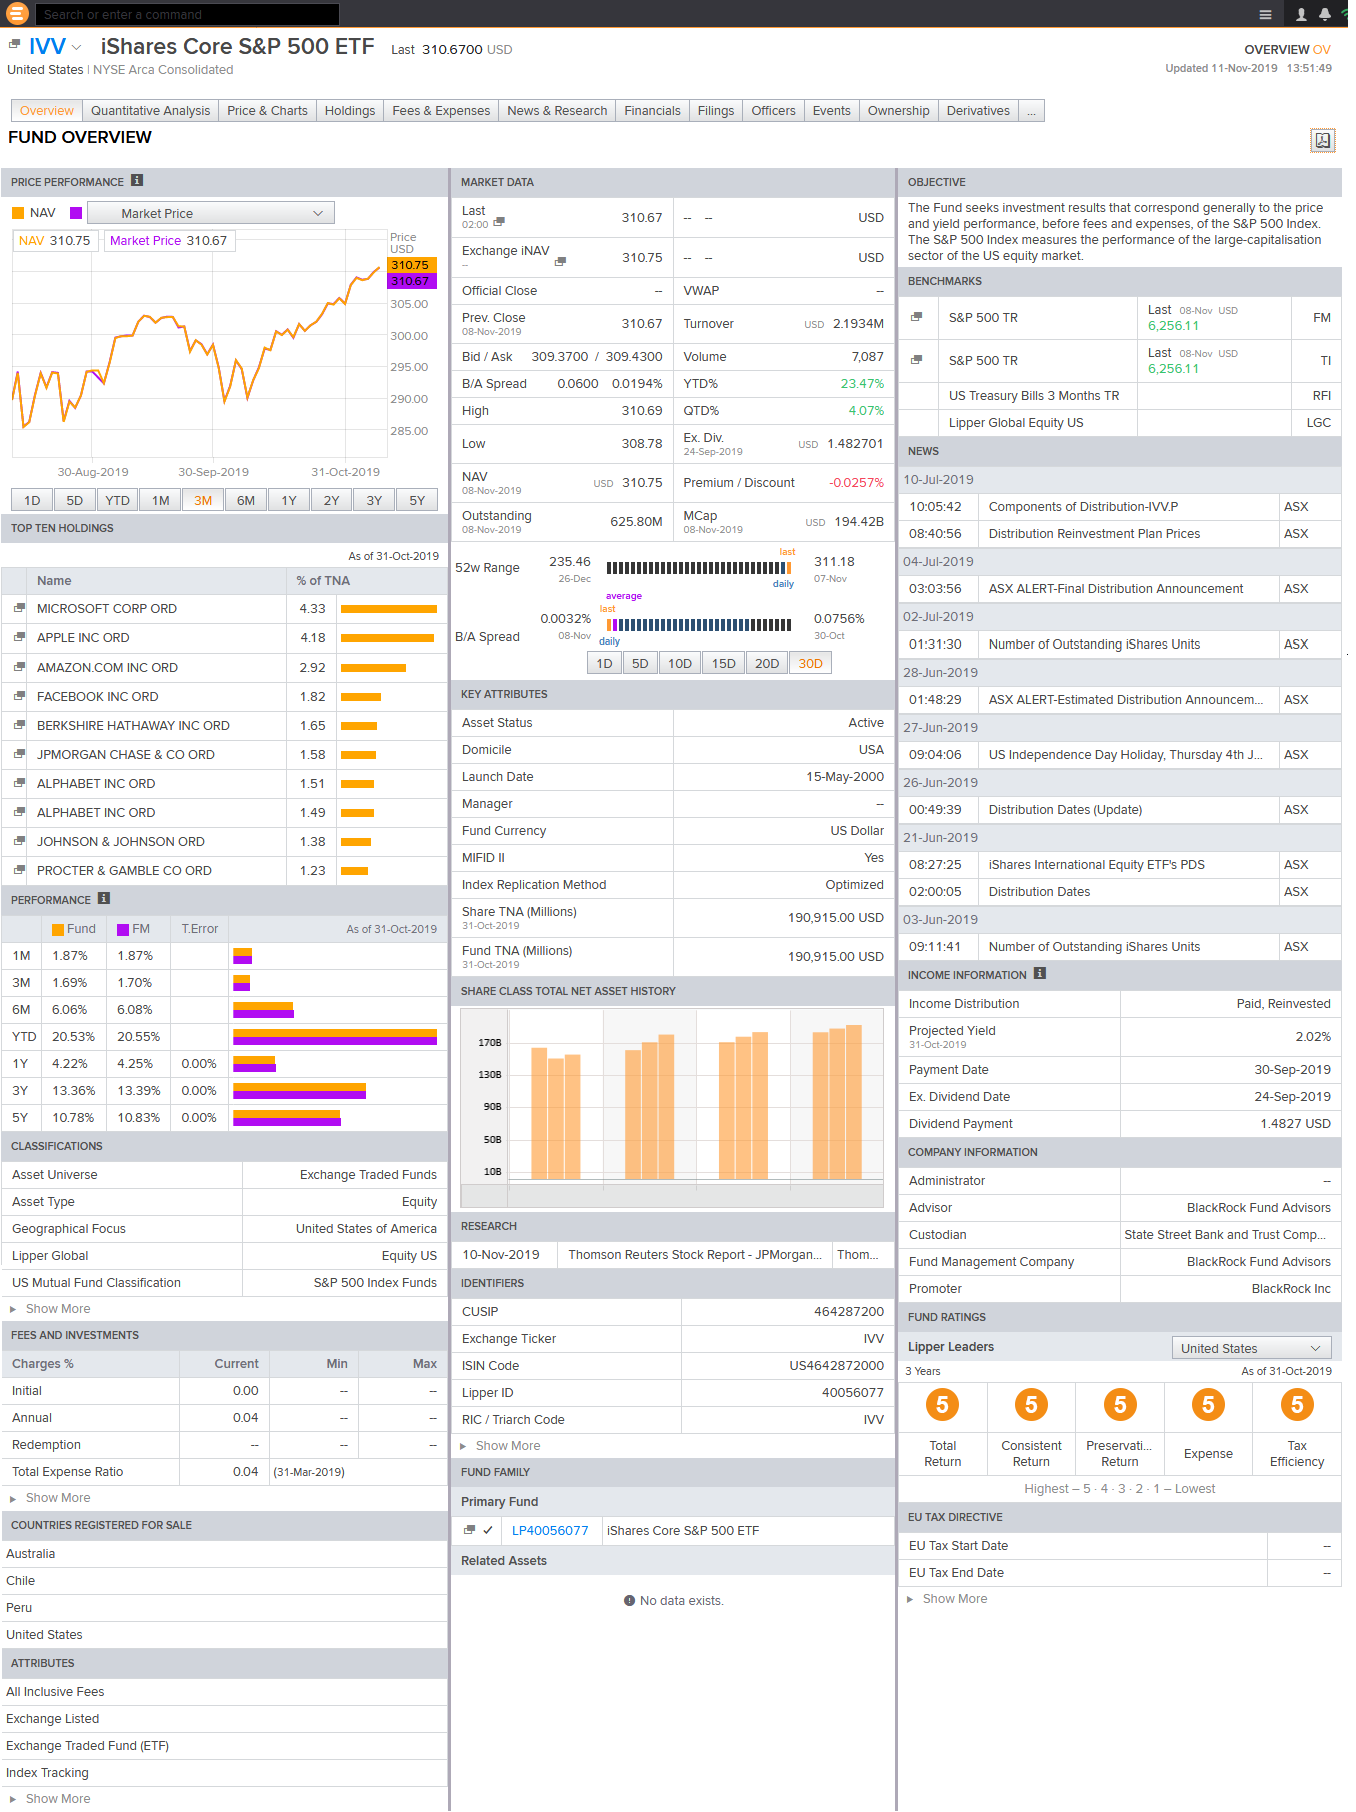 Search or enter a command
IVV iShares Core S&P 500 ETF Last 310.6700 USD
OVERVIEW OV
United States | NYSE Arca Consolidated
Updated 11-Nov-2019 13:51:49
Overview Quantitative Analysis Price & Charts Holdings Fees & Expenses News & Research Financials Filings Officers Events Ownership Derivatives ...
FUND OVERVIEW
PRICE PERFORMANCE
NAV Market Price
NAV 310.75 Market Price 310.67
Price
USD
310.75
310.67
305.00
300.00
295.00
290.00
285.00
30-Aug-2019 30-Sep-2019 31-Oct-2019
1D 5D YTD 1M 3M 6M 1Y 2Y 3Y 5Y
TOP TEN HOLDINGS
As of 31-Oct-2019
Name % of TNA
MICROSOFT CORP ORD 4.33
APPLE INC ORD 4.18
AMAZON.COM INC ORD 2.92
FACEBOOK INC ORD 1.82
BERKSHIRE HATHAWAY INC ORD 1.65
JPMORGAN CHASE & CO ORD 1.58
ALPHABET INC ORD 1.51
ALPHABET INC ORD 1.49
JOHNSON & JOHNSON ORD 1.38
PROCTER & GAMBLE CO ORD 1.23
PERFORMANCE
Fund FM T.Error As of 31-Oct-2019
1M 1.87% 1.87%
3M 1.69% 1.70%
6M 6.06% 6.08%
YTD 20.53% 20.55%
1Y 4.22% 4.25% 0.00%
3Y 13.36% 13.39% 0.00%
5Y 10.78% 10.83% 0.00%
CLASSIFICATIONS
Asset Universe Exchange Traded Funds
Asset Type Equity
Geographical Focus United States of America
Lipper Global Equity US
US Mutual Fund Classification S&P 500 Index Funds
Show More
FEES AND INVESTMENTS
Charges % Current Min Max
Initial 0.00 -- --
Annual 0.04 -- --
Redemption -- -- --
Total Expense Ratio 0.04 (31-Mar-2019)
Show More
COUNTRIES REGISTERED FOR SALE
Australia
Chile
Peru
United States
ATTRIBUTES
All Inclusive Fees
Exchange Listed
Exchange Traded Fund (ETF)
Index Tracking
Show More
MARKET DATA
Last 310.67 -- -- USD
02:00
Exchange iNAV 310.75 -- -- USD
--
Official Close -- VWAP --
Prev. Close 310.67 Turnover USD 2.1934M
08-Nov-2019
Bid / Ask 309.3700 / 309.4300 Volume 7,087
B/A Spread 0.0600 0.0194% YTD% 23.47%
High 310.69 QTD% 4.07%
Low 308.78 Ex. Div. USD 1.482701
24-Sep-2019
NAV USD 310.75 Premium / Discount -0.0257%
08-Nov-2019
Outstanding 625.80M MCap USD 194.42B
08-Nov-2019 08-Nov-2019
last
52w Range 235.46 311.18
26-Dec 07-Nov
daily
average
last
B/A Spread 0.0032% 0.0756%
08-Nov 30-Oct
daily
1D 5D 10D 15D 20D 30D
KEY ATTRIBUTES
Asset Status Active
Domicile USA
Launch Date 15-May-2000
Manager --
Fund Currency US Dollar
MIFID II Yes
Index Replication Method Optimized
Share TNA (Millions) 190,915.00 USD
31-Oct-2019
Fund TNA (Millions) 190,915.00 USD
31-Oct-2019
SHARE CLASS TOTAL NET ASSET HISTORY
170B
130B
90B
50B
10B
RESEARCH
10-Nov-2019 Thomson Reuters Stock Report - JPMorgan... Thom...
IDENTIFIERS
CUSIP 464287200
Exchange Ticker IVV
ISIN Code US4642872000
Lipper ID 40056077
RIC / Triarch Code IVV
Show More
FUND FAMILY
Primary Fund
LP40056077 iShares Core S&P 500 ETF
Related Assets
No data exists.
OBJECTIVE
The Fund seeks investment results that correspond generally to the price
and yield performance, before fees and expenses, of the S&P 500 Index.
The S&P 500 Index measures the performance of the large-capitalisation
sector of the US equity market.
BENCHMARKS
S&P 500 TR Last 08-Nov USD FM
6,256.11
S&P 500 TR Last 08-Nov USD TI
6,256.11
US Treasury Bills 3 Months TR RFI
Lipper Global Equity US LGC
NEWS
10-Jul-2019
10:05:42 Components of Distribution-IVV.P ASX
08:40:56 Distribution Reinvestment Plan Prices ASX
04-Jul-2019
03:03:56 ASX ALERT-Final Distribution Announcement ASX
02-Jul-2019
01:31:30 Number of Outstanding iShares Units ASX
28-Jun-2019
01:48:29 ASX ALERT-Estimated Distribution Announcem... ASX
27-Jun-2019
09:04:06 US Independence Day Holiday, Thursday 4th J... ASX
26-Jun-2019
00:49:39 Distribution Dates (Update) ASX
21-Jun-2019
08:27:25 iShares International Equity ETF's PDS ASX
02:00:05 Distribution Dates ASX
03-Jun-2019
09:11:41 Number of Outstanding iShares Units ASX
INCOME INFORMATION
Income Distribution Paid, Reinvested
Projected Yield 2.02%
31-Oct-2019
Payment Date 30-Sep-2019
Ex. Dividend Date 24-Sep-2019
Dividend Payment 1.4827 USD
COMPANY INFORMATION
Administrator --
Advisor BlackRock Fund Advisors
Custodian State Street Bank and Trust Comp...
Fund Management Company BlackRock Fund Advisors
Promoter BlackRock Inc
FUND RATINGS
Lipper Leaders United States
3 Years As of 31-Oct-2019
5 5 5 5 5
Total Return Consistent Return Preservati... Return Expense Tax Efficiency
Highest – 5 · 4 · 3 · 2 · 1 – Lowest
EU TAX DIRECTIVE
EU Tax Start Date --
EU Tax End Date --
Show More